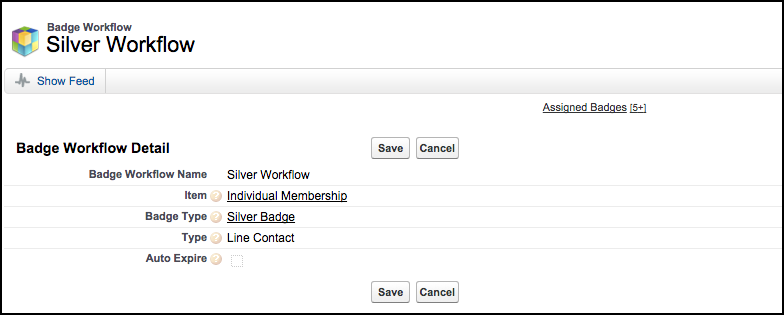 Badge Workflow
Silver Workflow
Show Feed
Assigned Badges [5+]
Badge Workflow Detail Save Cancel
Badge Workflow Name Silver Workflow
Item ? Individual Membership
Badge Type ? Silver Badge
Type ? Line Contact
Auto Expire ?
Save Cancel